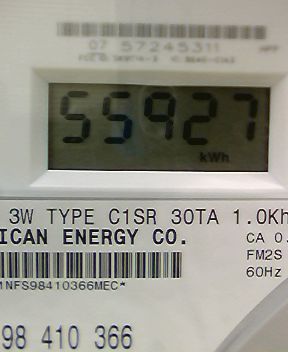 07 57245311
55927
kWh
3W TYPE C1SR 30TA 1.0Kh
ICAN ENERGY CO.
CA 0.
FM2S
60Hz
NFS98410366MEC*
98 410 366